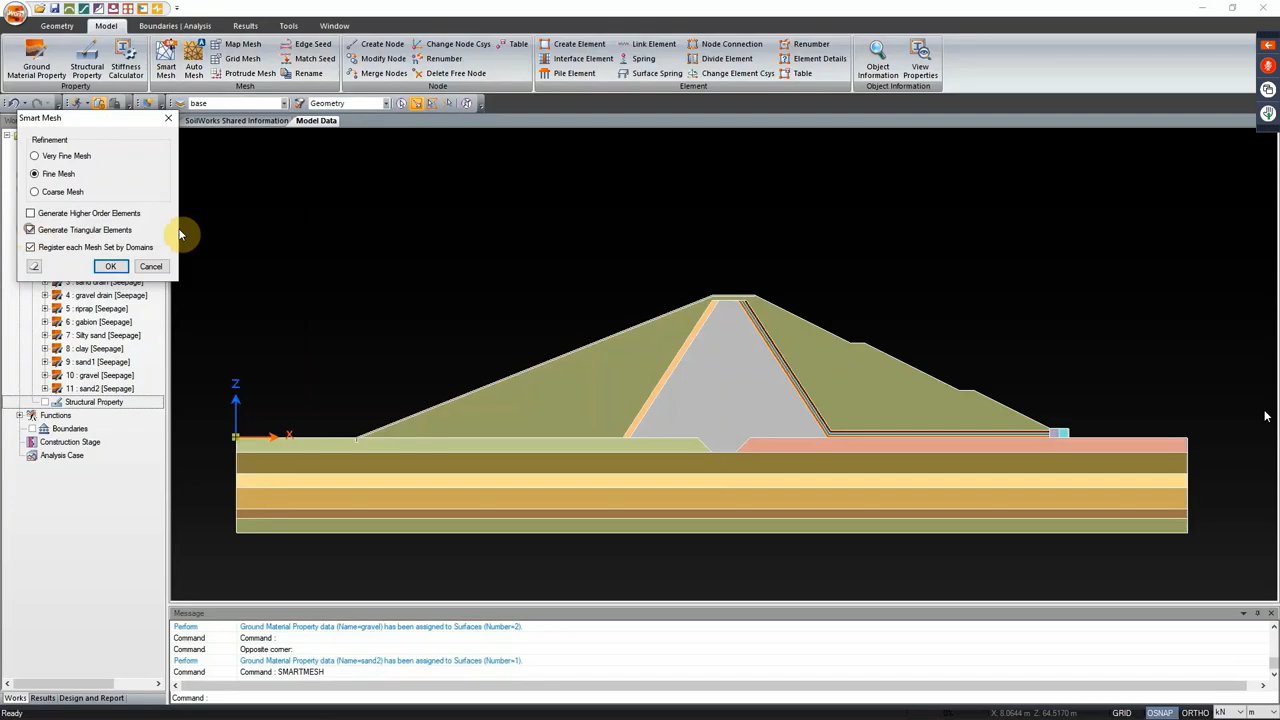 Geometry Model Boundaries | Analysis Results Tools Window
Map Mesh Edge Seed Create Node Change Node Csys Table Create Element Link Element Node Connection Renumber
Grid Mesh Match Seed Modify Node Renumber Interface Element Spring Divide Element Element Details
Ground Material Property Structural Property Stiffness Calculator Smart Mesh Auto Mesh Protrude Mesh Rename Merge Nodes Delete Free Node Pile Element Surface Spring Change Element Csys Table Object Information View Properties
Property Mesh Node Element Object Information
base Geometry
Smart Mesh
SoilWorks Shared Information Model Data
Refinement
Very Fine Mesh
Fine Mesh
Coarse Mesh
Generate Higher Order Elements
Generate Triangular Elements
Register each Mesh Set by Domains
OK Cancel
4 : gravel drain [Seepage]
5 : riprap [Seepage]
6 : gabion [Seepage]
7 : Silty sand [Seepage]
8 : clay [Seepage]
9 : sand1 [Seepage]
10 : gravel [Seepage]
11 : sand2 [Seepage]
Structural Property
Functions
Boundaries
Construction Stage
Analysis Case
Z
X
Message
Perform Ground Material Property data (Name=gravel) has been assigned to Surfaces (Number=2).
Command Command :
Command Opposite corner:
Perform Ground Material Property data (Name=sand2) has been assigned to Surfaces (Number=1).
Command Command : SMARTMESH
Works Results Design and Report Command :
Ready X: 8.0644 m Z: 64.5170 m GRID OSNAP ORTHO kN m